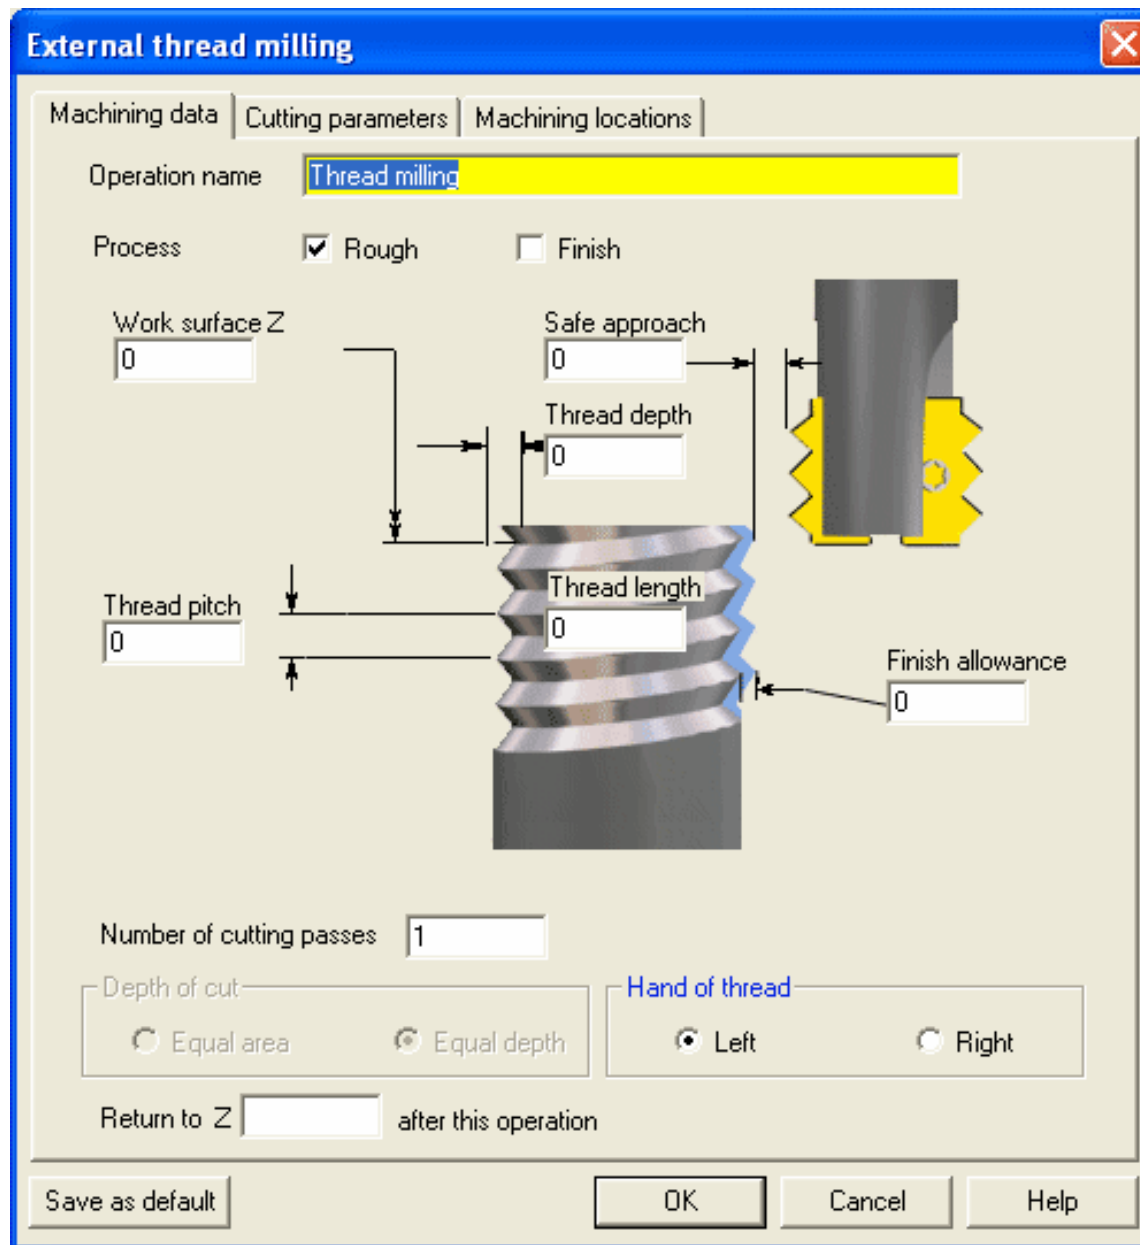 External thread milling
Machining data Cutting parameters Machining locations
Operation name Thread milling
Process Rough Finish
Work surface Z Safe approach
0 0
Thread depth
0
Thread length
Thread pitch 0
0
Finish allowance
0
Number of cutting passes 1
Depth of cut Hand of thread
Equal area Equal depth Left Right
Return to Z after this operation
Save as default OK Cancel Help